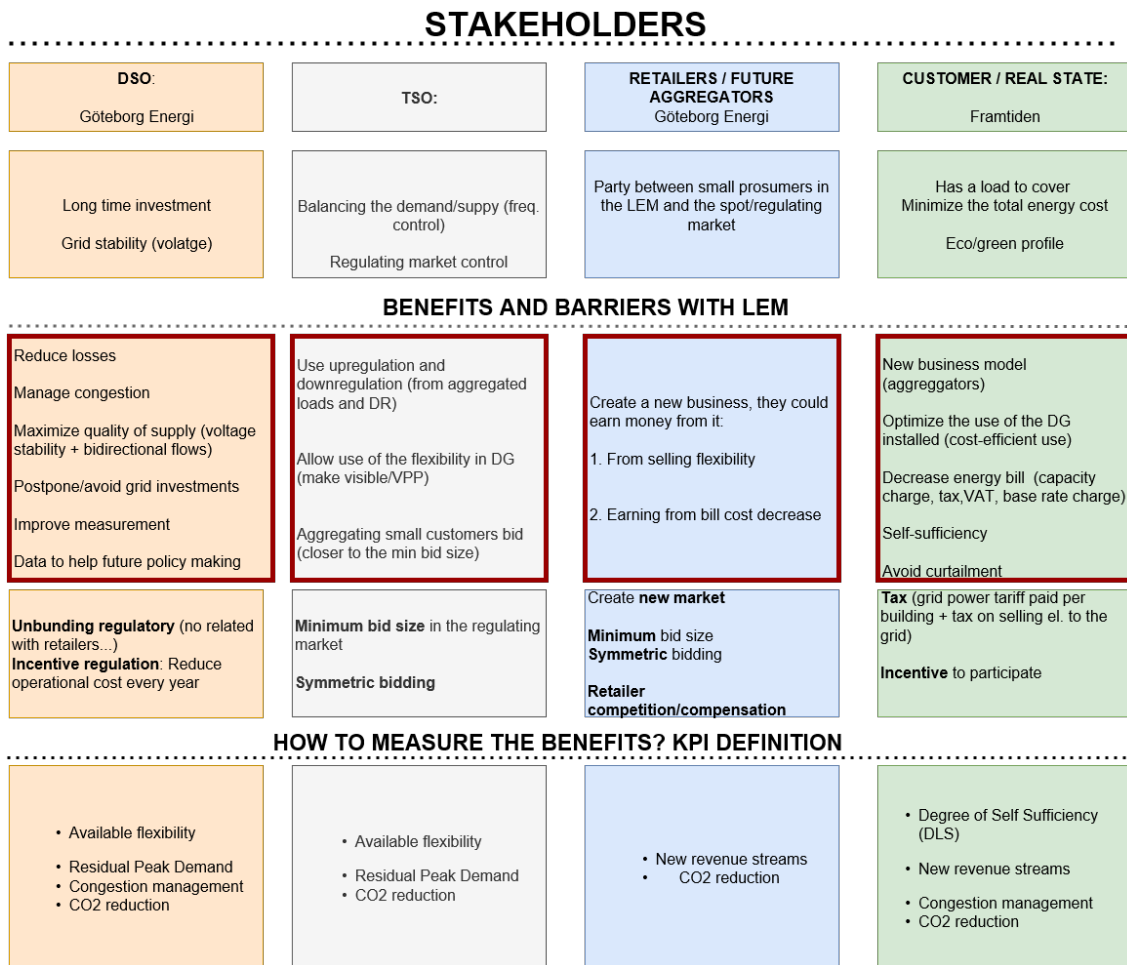 STAKEHOLDERS
DSO:
Göteborg Energi
TSO:
RETAILERS / FUTURE
AGGREGATORS
Göteborg Energi
CUSTOMER / REAL STATE:
Framtiden
Long time investment
Grid stability (volatge)
Balancing the demand/suppy (freq.
control)
Regulating market control
Party between small prosumers in
the LEM and the spot/regulating
market
Has a load to cover
Minimize the total energy cost
Eco/green profile
BENEFITS AND BARRIERS WITH LEM
Reduce losses
Manage congestion
Maximize quality of supply (voltage
stability + bidirectional flows)
Postpone/avoid grid investments
Improve measurement
Data to help future policy making
Use upregulation and
downregulation (from aggregated
loads and DR)
Allow use of the flexibility in DG
(make visible/VPP)
Aggregating small customers bid
(closer to the min bid size)
Create a new business, they could
earn money from it:
1. From selling flexibility
2. Earning from bill cost decrease
New business model
(aggreggators)
Optimize the use of the DG
installed (cost-efficient use)
Decrease energy bill (capacity
charge, tax,VAT, base rate charge)
Self-sufficiency
Avoid curtailment
Unbunding regulatory (no related
with retailers...)
Incentive regulation: Reduce
operational cost every year
Minimum bid size in the regulating
market
Symmetric bidding
Create new market
Minimum bid size
Symmetric bidding
Retailer
competition/compensation
Tax (grid power tariff paid per
building + tax on selling el. to the
grid)
Incentive to participate
HOW TO MEASURE THE BENEFITS? KPI DEFINITION
• Available flexibility
• Residual Peak Demand
• Congestion management
• CO2 reduction
• Available flexibility
• Residual Peak Demand
• CO2 reduction
• New revenue streams
• CO2 reduction
• Degree of Self Sufficiency
(DLS)
• New revenue streams
• Congestion management
• CO2 reduction